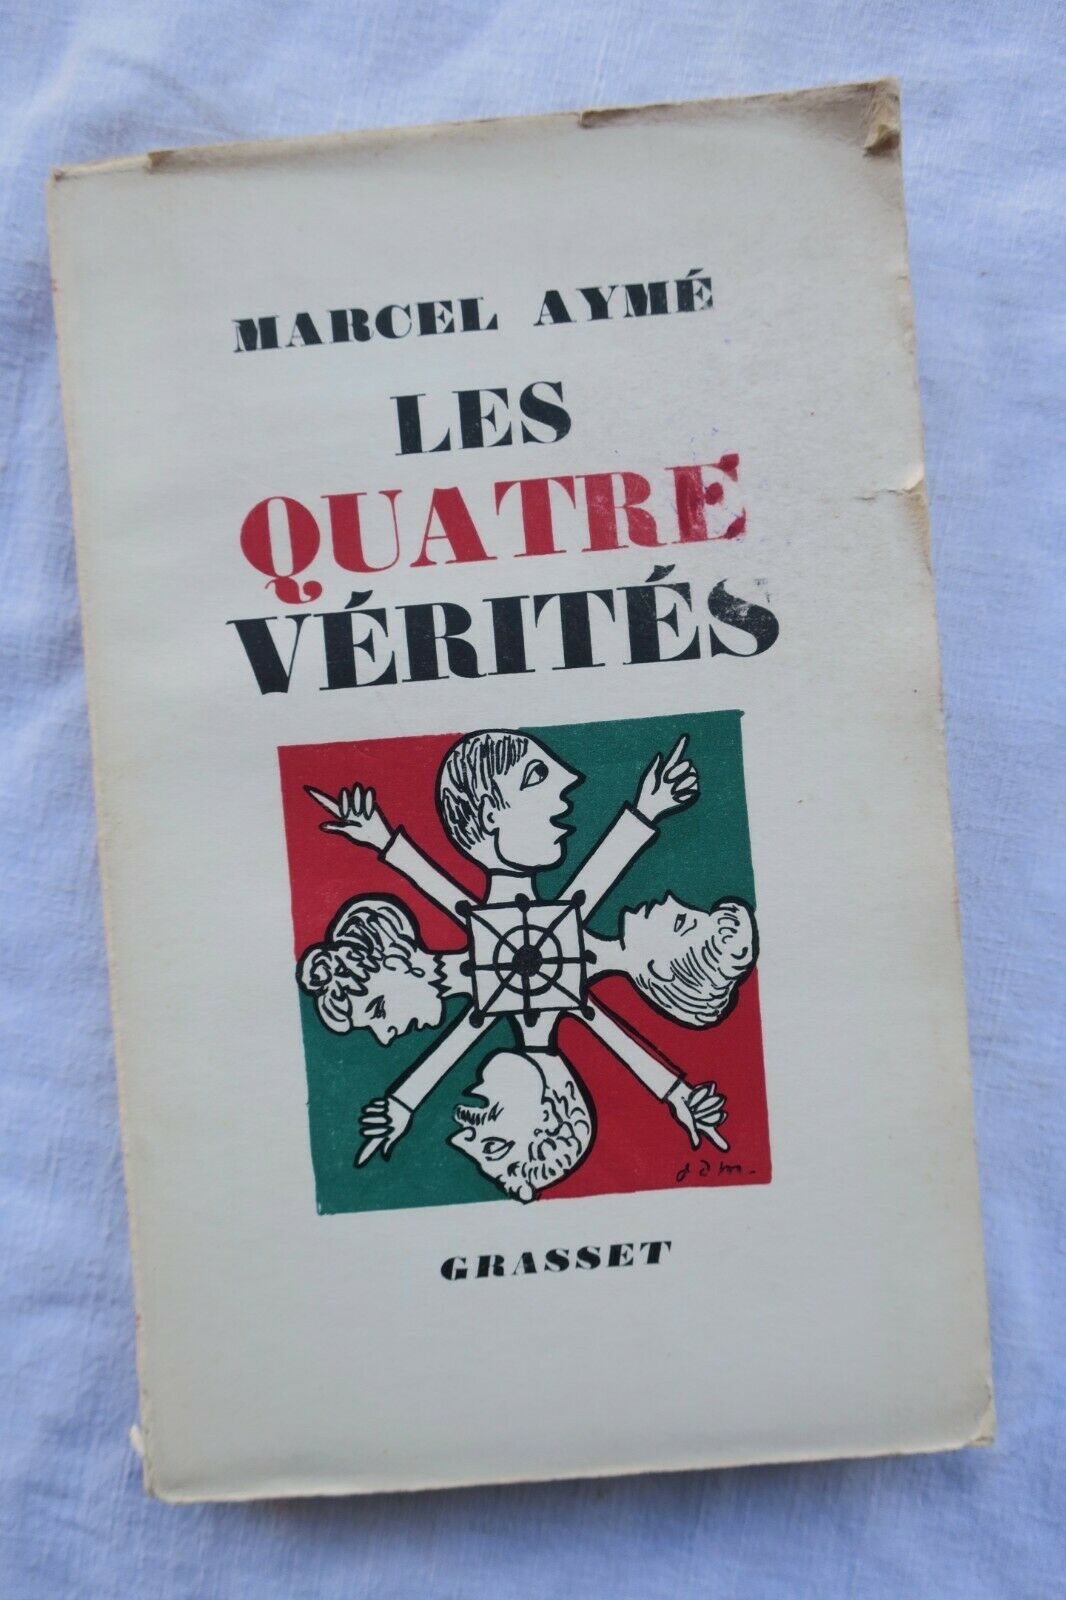 MARCEL AYMÉ
LES
QUATRE
VÉRITÉS
GRASSET